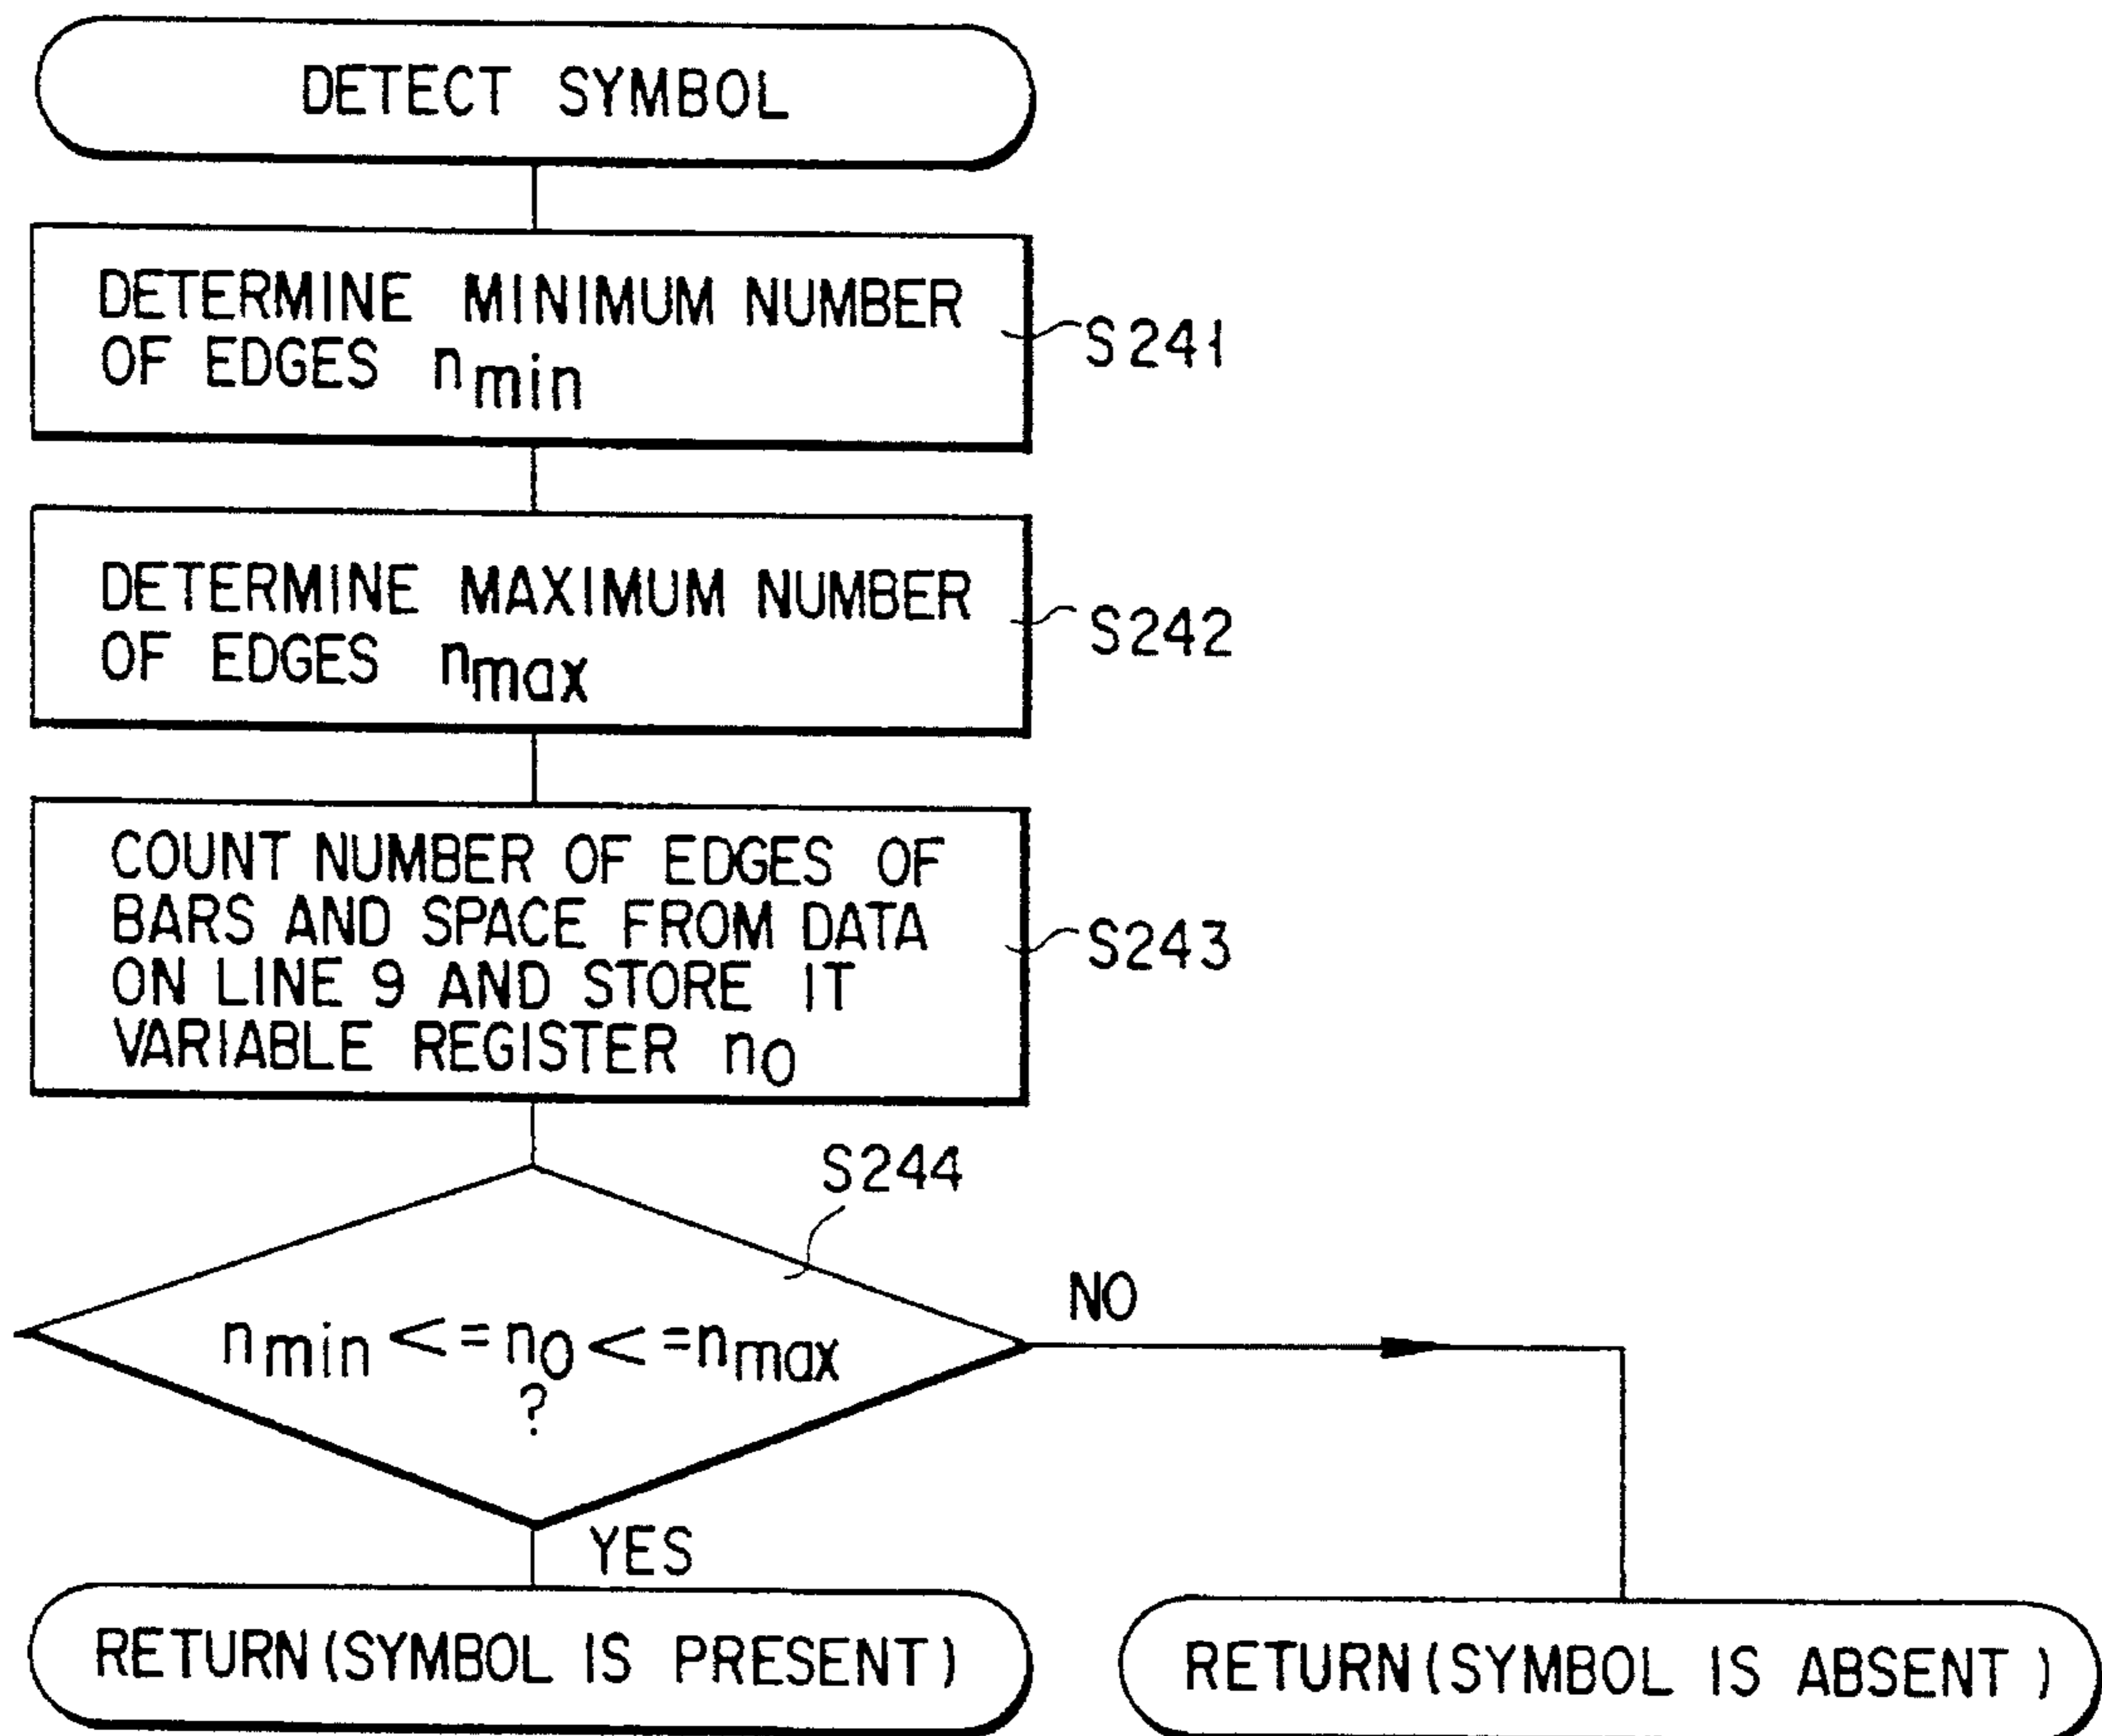 DETECT SYMBOL
DETERMINE MINIMUM NUMBER
OF EDGES nmin
S241
DETERMINE MAXIMUM NUMBER
OF EDGES nmax
S242
COUNT NUMBER OF EDGES OF
BARS AND SPACE FROM DATA
ON LINE 9 AND STORE IT
VARIABLE REGISTER n0
S243
S244
nmin <=n0<=nmax
?
NO
YES
RETURN(SYMBOL IS PRESENT)
RETURN(SYMBOL IS ABSENT)